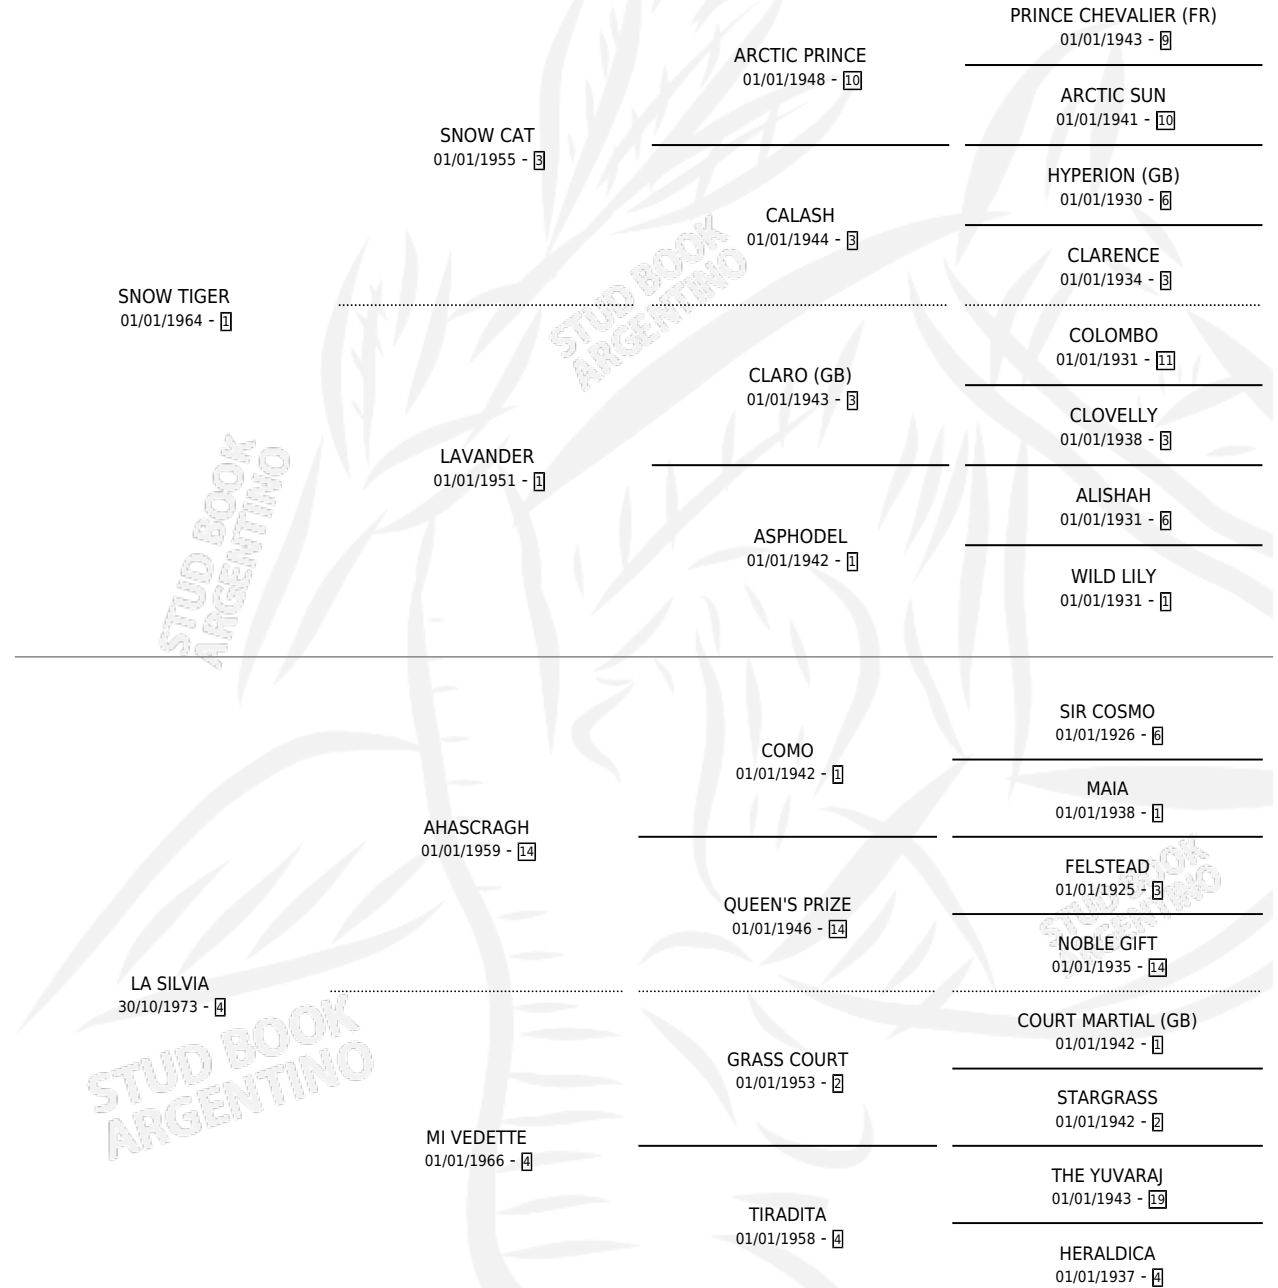 PRINCE CHEVALIER (FR)
01/01/1943 - 9
ARCTIC PRINCE
01/01/1948 - 10
ARCTIC SUN
01/01/1941 - 10
SNOW CAT
01/01/1955 - 3
HYPERION (GB)
01/01/1930 - 6
CALASH
01/01/1944 - 3
CLARENCE
01/01/1934 - 3
SNOW TIGER
01/01/1964 - 1
COLOMBO
01/01/1931 - 11
CLARO (GB)
01/01/1943 - 3
CLOVELLY
01/01/1938 - 3
LAVANDER
01/01/1951 - 1
ALISHAH
01/01/1931 - 6
ASPHODEL
01/01/1942 - 1
WILD LILY
01/01/1931 - 1
SIR COSMO
01/01/1926 - 6
COMO
01/01/1942 - 1
MAIA
01/01/1938 - 1
AHASCRAGH
01/01/1959 - 14
FELSTEAD
01/01/1925 - 3
QUEEN'S PRIZE
01/01/1946 - 14
NOBLE GIFT
01/01/1935 - 14
LA SILVIA
30/10/1973 - 4
COURT MARTIAL (GB)
01/01/1942 - 1
GRASS COURT
01/01/1953 - 2
STARGRASS
01/01/1942 - 2
MI VEDETTE
01/01/1966 - 4
THE YUVARAJ
01/01/1943 - 19
TIRADITA
01/01/1958 - 4
HERALDICA
01/01/1937 - 4
STUD BOOK
ARGENTINO
STUD BOOK
ARGENTINO
STUD BOOK
ARGENTINO
STUD BOOK
ARGENTINO